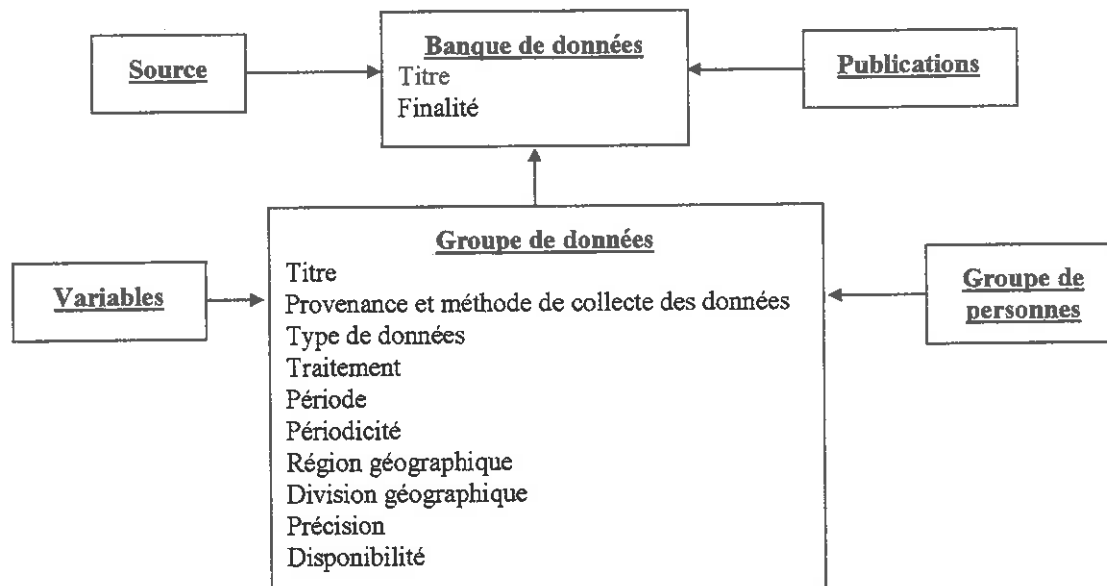 Source
Banque de données
Titre
Finalité
Publications
Variables
Groupe de données
Titre
Provenance et méthode de collecte des données
Type de données
Traitement
Période
Périodicité
Région géographique
Division géographique
Précision
Disponibilité
Groupe de
personnes